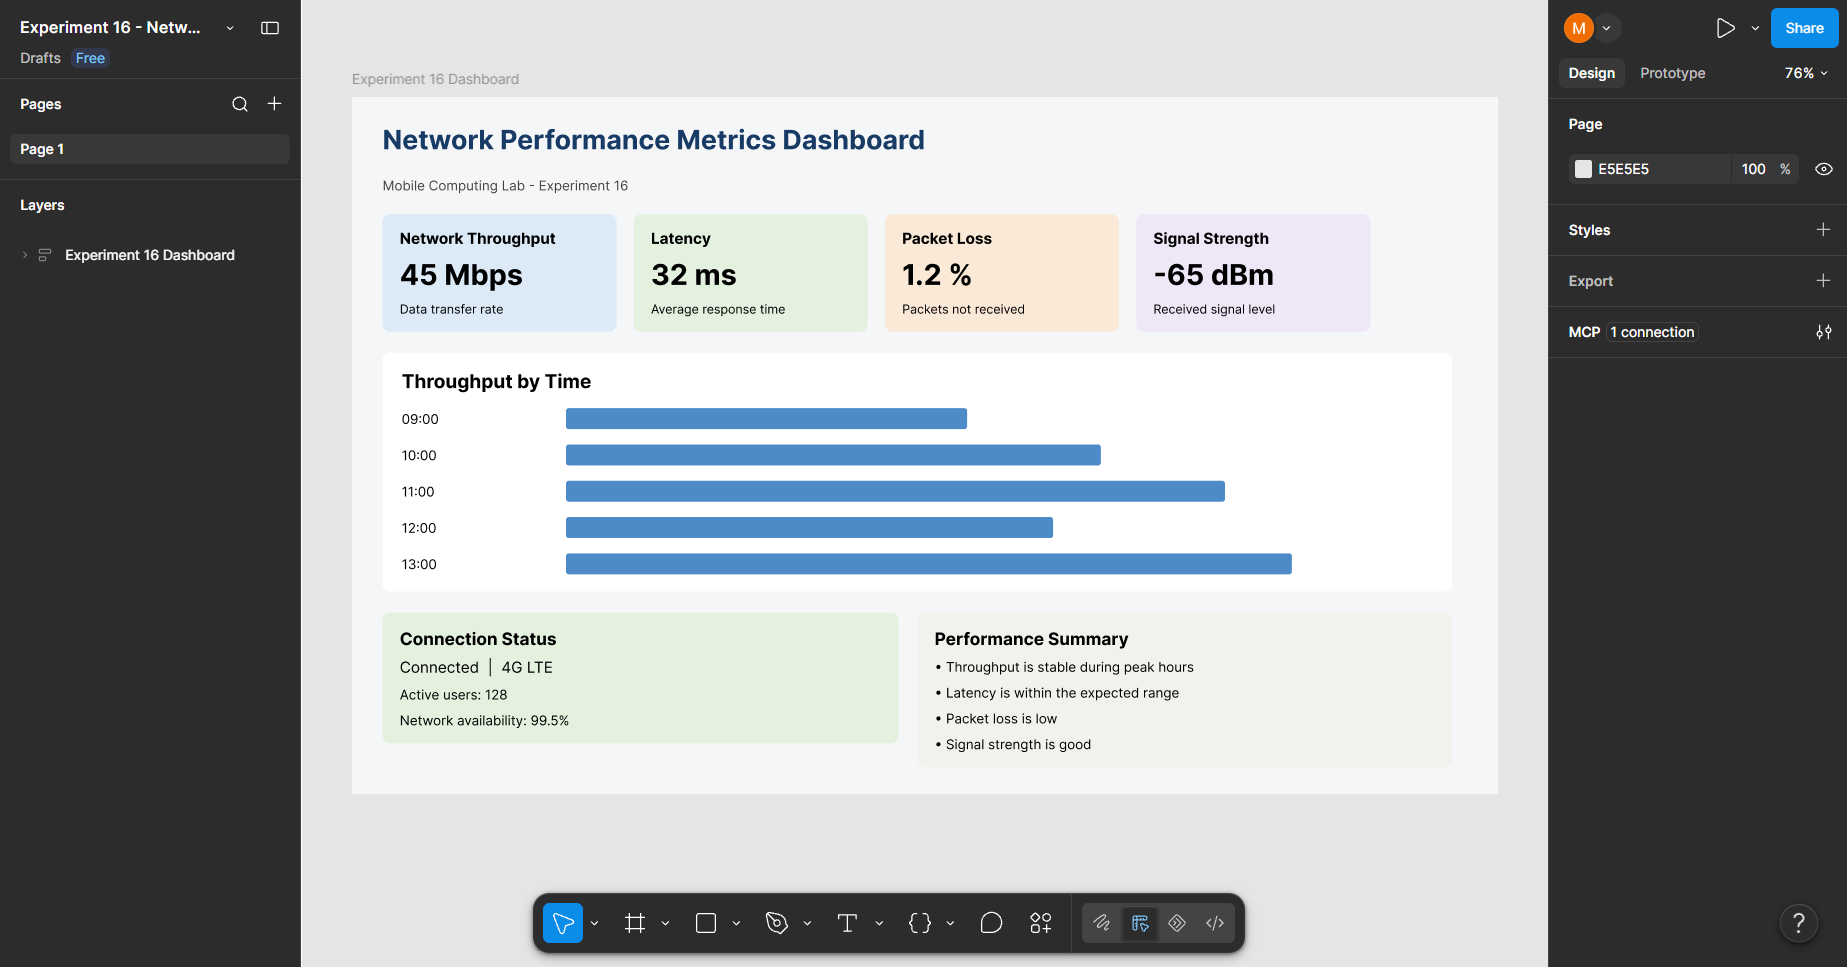 Experiment 16 - Netw...
Drafts Free
Pages
Page 1
Layers
Experiment 16 Dashboard
Experiment 16 Dashboard
Network Performance Metrics Dashboard
Mobile Computing Lab - Experiment 16
Network Throughput
45 Mbps
Data transfer rate
Latency
32 ms
Average response time
Packet Loss
1.2 %
Packets not received
Signal Strength
-65 dBm
Received signal level
Throughput by Time
09:00
10:00
11:00
12:00
13:00
Connection Status
Connected | 4G LTE
Active users: 128
Network availability: 99.5%
Performance Summary
• Throughput is stable during peak hours
• Latency is within the expected range
• Packet loss is low
• Signal strength is good
M
Share
Design Prototype 76%
Page
E5E5E5 100 %
Styles
Export
MCP 1 connection
?